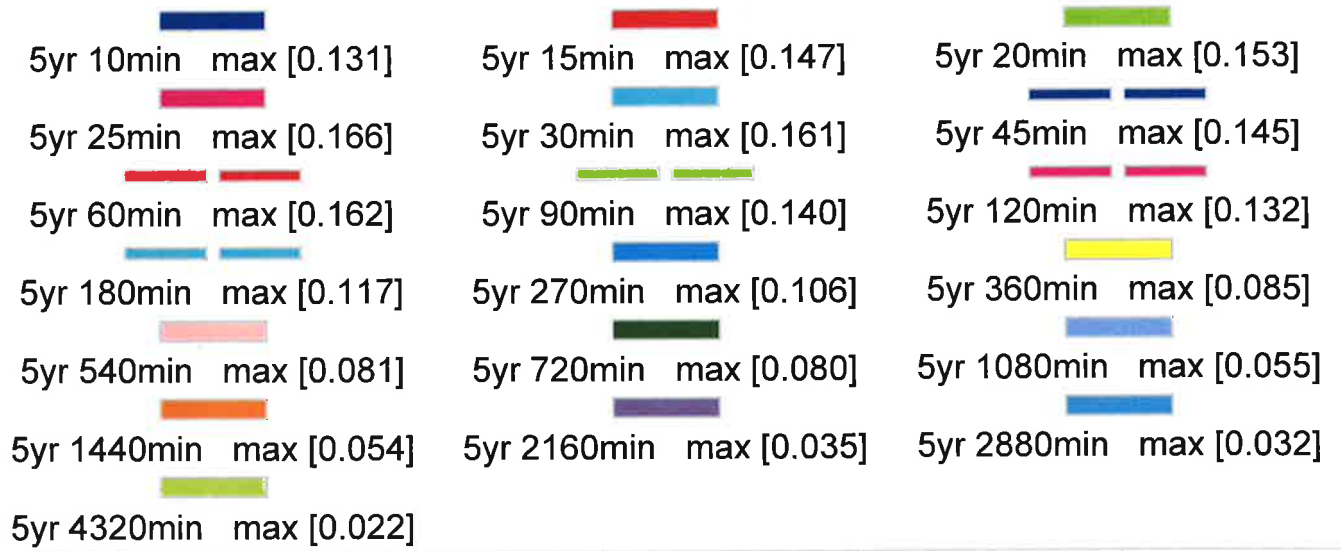 5yr 10min max [0.131]
5yr 15min max [0.147]
5yr 20min max [0.153]
5yr 25min max [0.166]
5yr 30min max [0.161]
5yr 45min max [0.145]
5yr 60min max [0.162]
5yr 90min max [0.140]
5yr 120min max [0.132]
5yr 180min max [0.117]
5yr 270min max [0.106]
5yr 360min max [0.085]
5yr 540min max [0.081]
5yr 720min max [0.080]
5yr 1080min max [0.055]
5yr 1440min max [0.054]
5yr 2160min max [0.035]
5yr 2880min max [0.032]
5yr 4320min max [0.022]